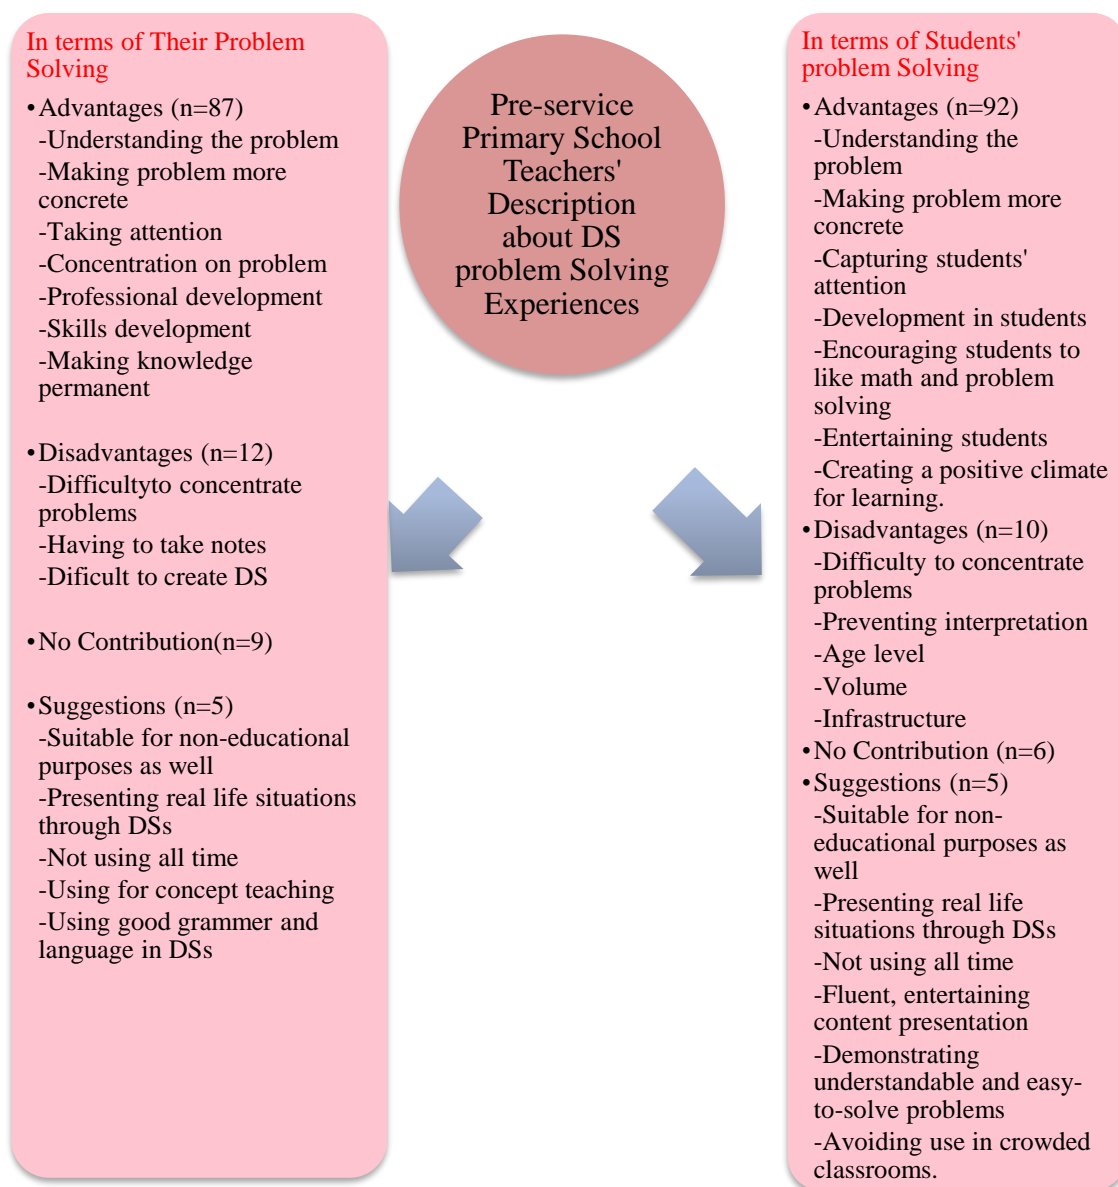 In terms of Their Problem
Solving
•Advantages (n=87)
-Understanding the problem
-Making problem more
concrete
-Taking attention
-Concentration on problem
-Professional development
-Skills development
-Making knowledge
permanent
•Disadvantages (n=12)
-Difficultyto concentrate
problems
-Having to take notes
-Dificult to create DS
•No Contribution(n=9)
•Suggestions (n=5)
-Suitable for non-educational
purposes as well
-Presenting real life situations
through DSs
-Not using all time
-Using for concept teaching
-Using good grammer and
language in DSs
Pre-service
Primary School
Teachers'
Description
about DS
problem Solving
Experiences
In terms of Students'
problem Solving
•Advantages (n=92)
-Understanding the
problem
-Making problem more
concrete
-Capturing students'
attention
-Development in students
-Encouraging students to
like math and problem
solving
-Entertaining students
-Creating a positive climate
for learning.
•Disadvantages (n=10)
-Difficulty to concentrate
problems
-Preventing interpretation
-Age level
-Volume
-Infrastructure
•No Contribution (n=6)
•Suggestions (n=5)
-Suitable for non-
educational purposes as
well
-Presenting real life
situations through DSs
-Not using all time
-Fluent, entertaining
content presentation
-Demonstrating
understandable and easy-
to-solve problems
-Avoiding use in crowded
classrooms.